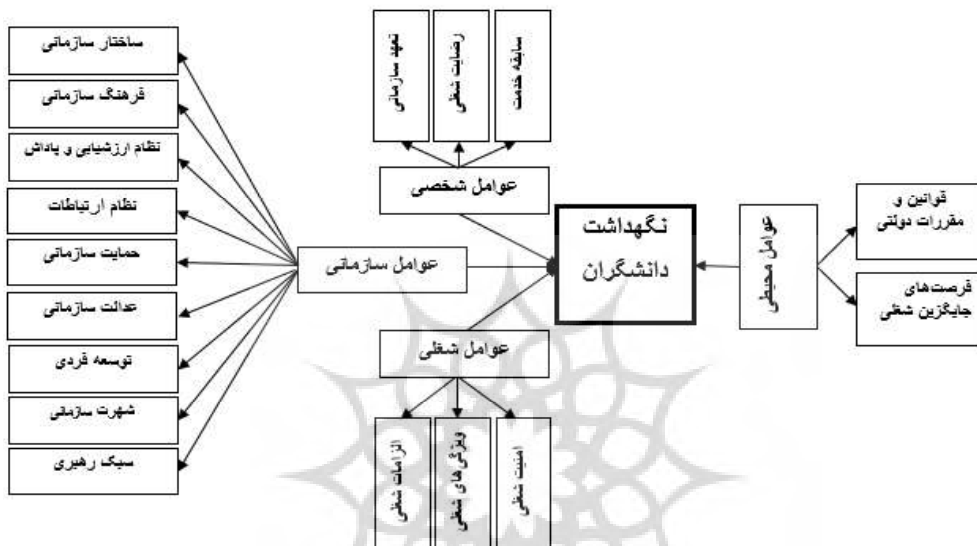 ساختار سازمانی
فرهنگ سازمانی
نظام ارزشیابی و پاداش
نظام ارتباطات
حمایت سازمانی
عدالت سازمانی
توسعه فردی
شهرت سازمانی
سبک رهبری
تعهد سازمانی
رضایت شغلی
سابقه خدمت
عوامل شخصی
عوامل سازمانی
عوامل شغلی
الزامات شغلی
ویژگی‌های شغلی
امنیت شغلی
نگهداشت
دانشگران
عوامل محیطی
قوانین و
مقررات دولتی
فرصت‌های
جایگزین شغلی